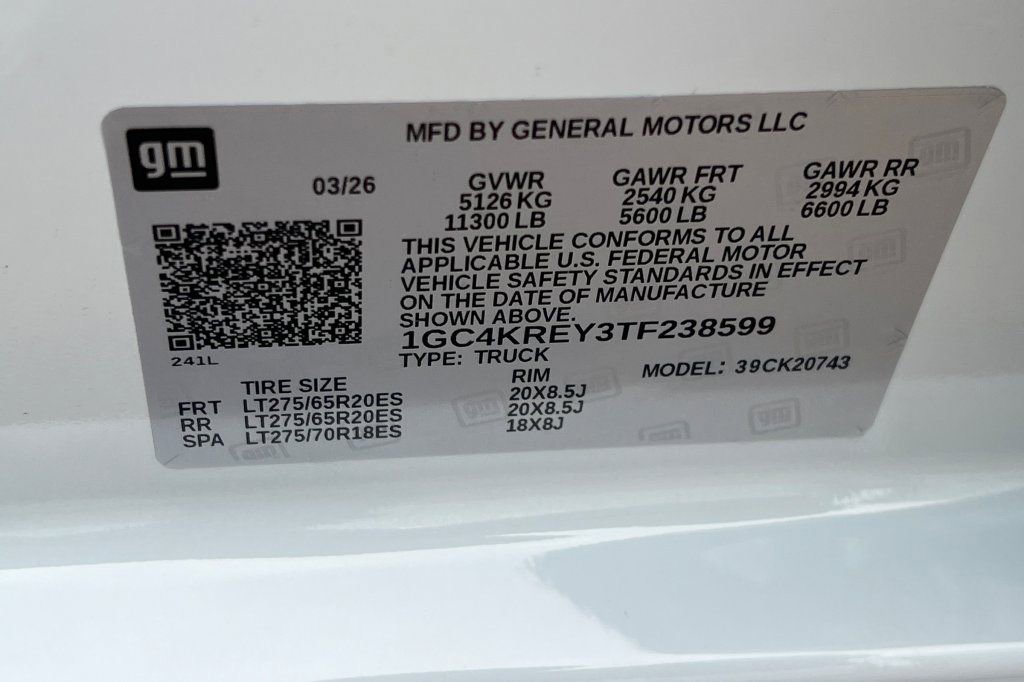 gm
MFD BY GENERAL MOTORS LLC
03/26
GVWR GAWR FRT GAWR RR
5126 KG 2540 KG 2994 KG
11300 LB 5600 LB 6600 LB
THIS VEHICLE CONFORMS TO ALL
APPLICABLE U.S. FEDERAL MOTOR
VEHICLE SAFETY STANDARDS IN EFFECT
ON THE DATE OF MANUFACTURE
SHOWN ABOVE.
1GC4KREY3TF238599
241L
TYPE: TRUCK MODEL: 39CK20743
TIRE SIZE RIM
FRT LT275/65R20ES 20X8.5J
RR LT275/65R20ES 20X8.5J
SPA LT275/70R18ES 18X8J